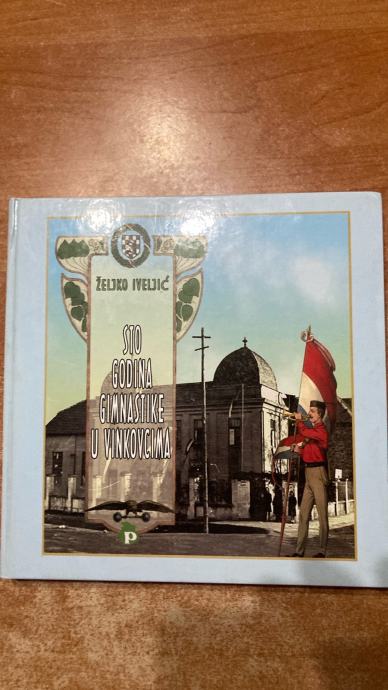 ŽELJKO IVELJIĆ
STO
GODINA
GIMNASTIKE
U VINKOVCIMA
p